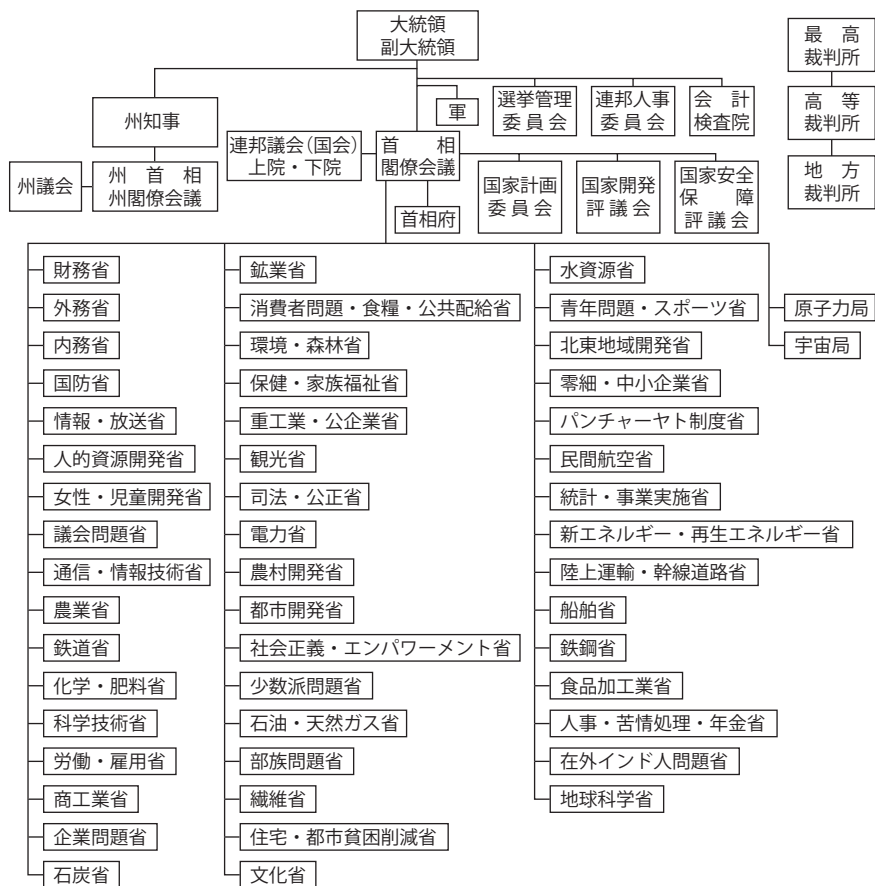 大統領
副大統領
最高
裁判所
軍
選挙管理
委員会
連邦人事
委員会
会計
検査院
州知事
高等
裁判所
連邦議会（国会）
上院・下院
首相
閣僚会議
州議会
州首相
州閣僚会議
国家計画
委員会
国家開発
評議会
国家安全
保障
評議会
地方
裁判所
首相府
財務省
外務省
内務省
国防省
情報・放送省
人的資源開発省
女性・児童開発省
議会問題省
通信・情報技術省
農業省
鉄道省
化学・肥料省
科学技術省
労働・雇用省
商工業省
企業問題省
石炭省
鉱業省
消費者問題・食糧・公共配給省
環境・森林省
保健・家族福祉省
重工業・公企業省
観光省
司法・公正省
電力省
農村開発省
都市開発省
社会正義・エンパワーメント省
少数派問題省
石油・天然ガス省
部族問題省
繊維省
住宅・都市貧困削減省
文化省
水資源省
青年問題・スポーツ省
北東地域開発省
零細・中小企業省
パンチャーヤト制度省
民間航空省
統計・事業実施省
新エネルギー・再生エネルギー省
陸上運輸・幹線道路省
船舶省
鉄鋼省
食品加工業省
人事・苦情処理・年金省
在外インド人問題省
地球科学省
原子力局
宇宙局